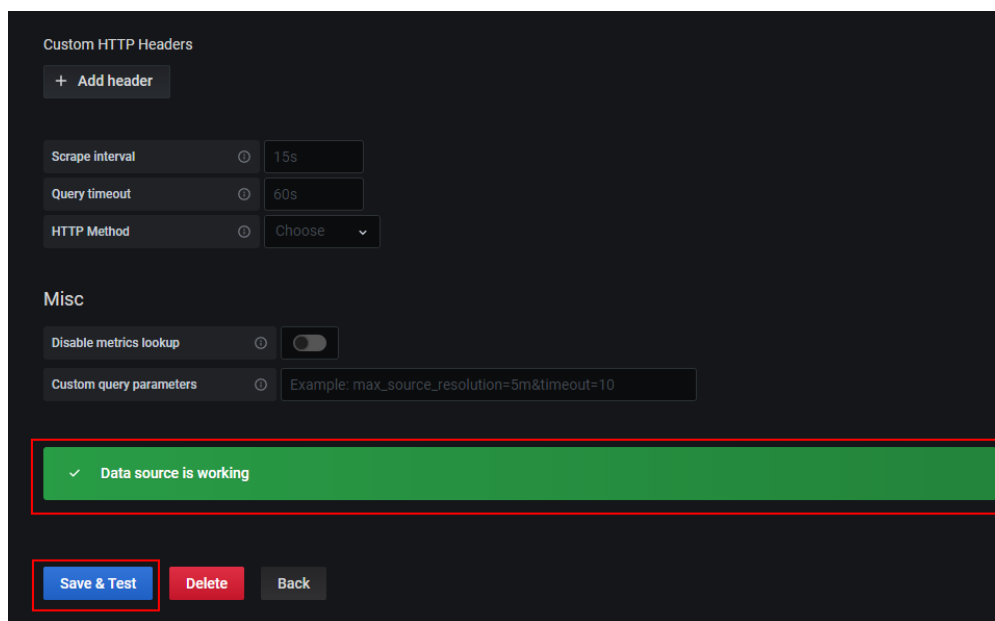 Custom HTTP Headers
+ Add header
Scrape interval 15s
Query timeout 60s
HTTP Method Choose
Misc
Disable metrics lookup
Custom query parameters Example: max_source_resolution=5m&timeout=10
Data source is working
Save & Test Delete Back